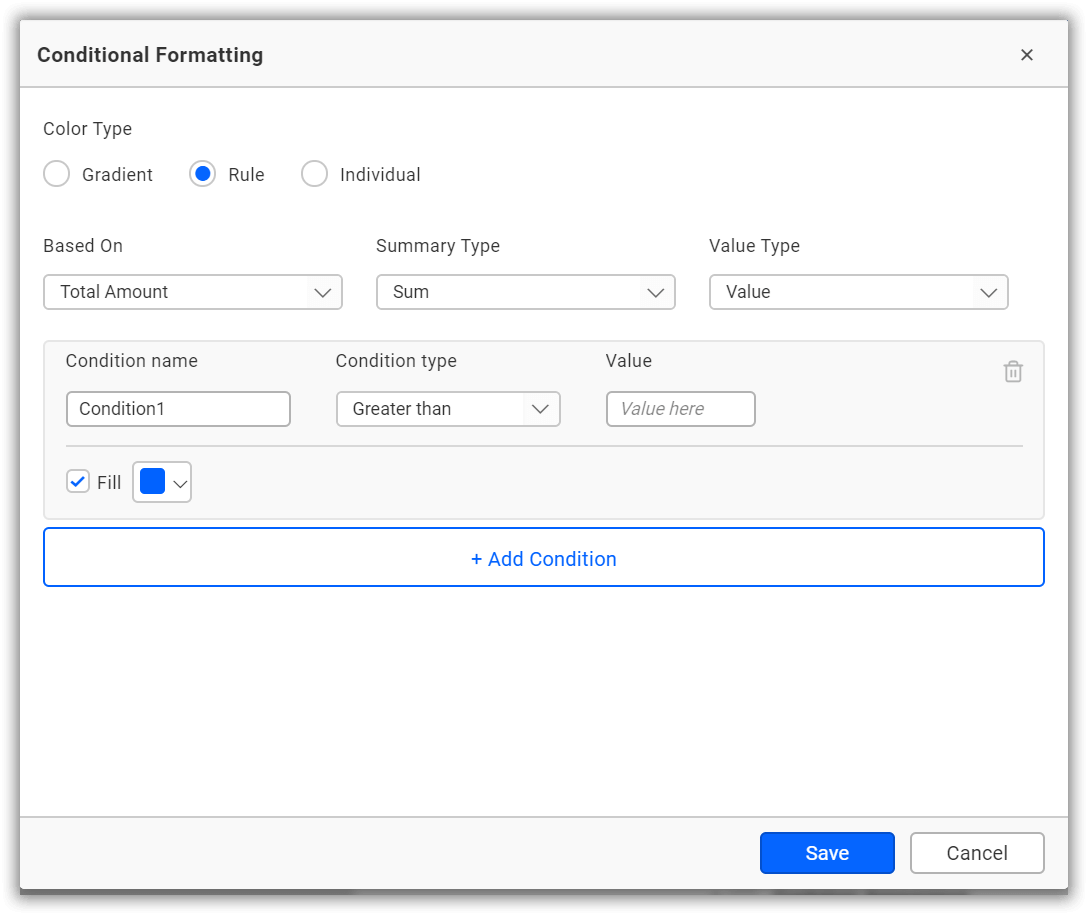 Conditional Formatting
Color Type
Gradient Rule Individual
Based On Summary Type Value Type
Total Amount Sum Value
Condition name Condition type Value
Condition1 Greater than Value here
Fill
+ Add Condition
Save Cancel